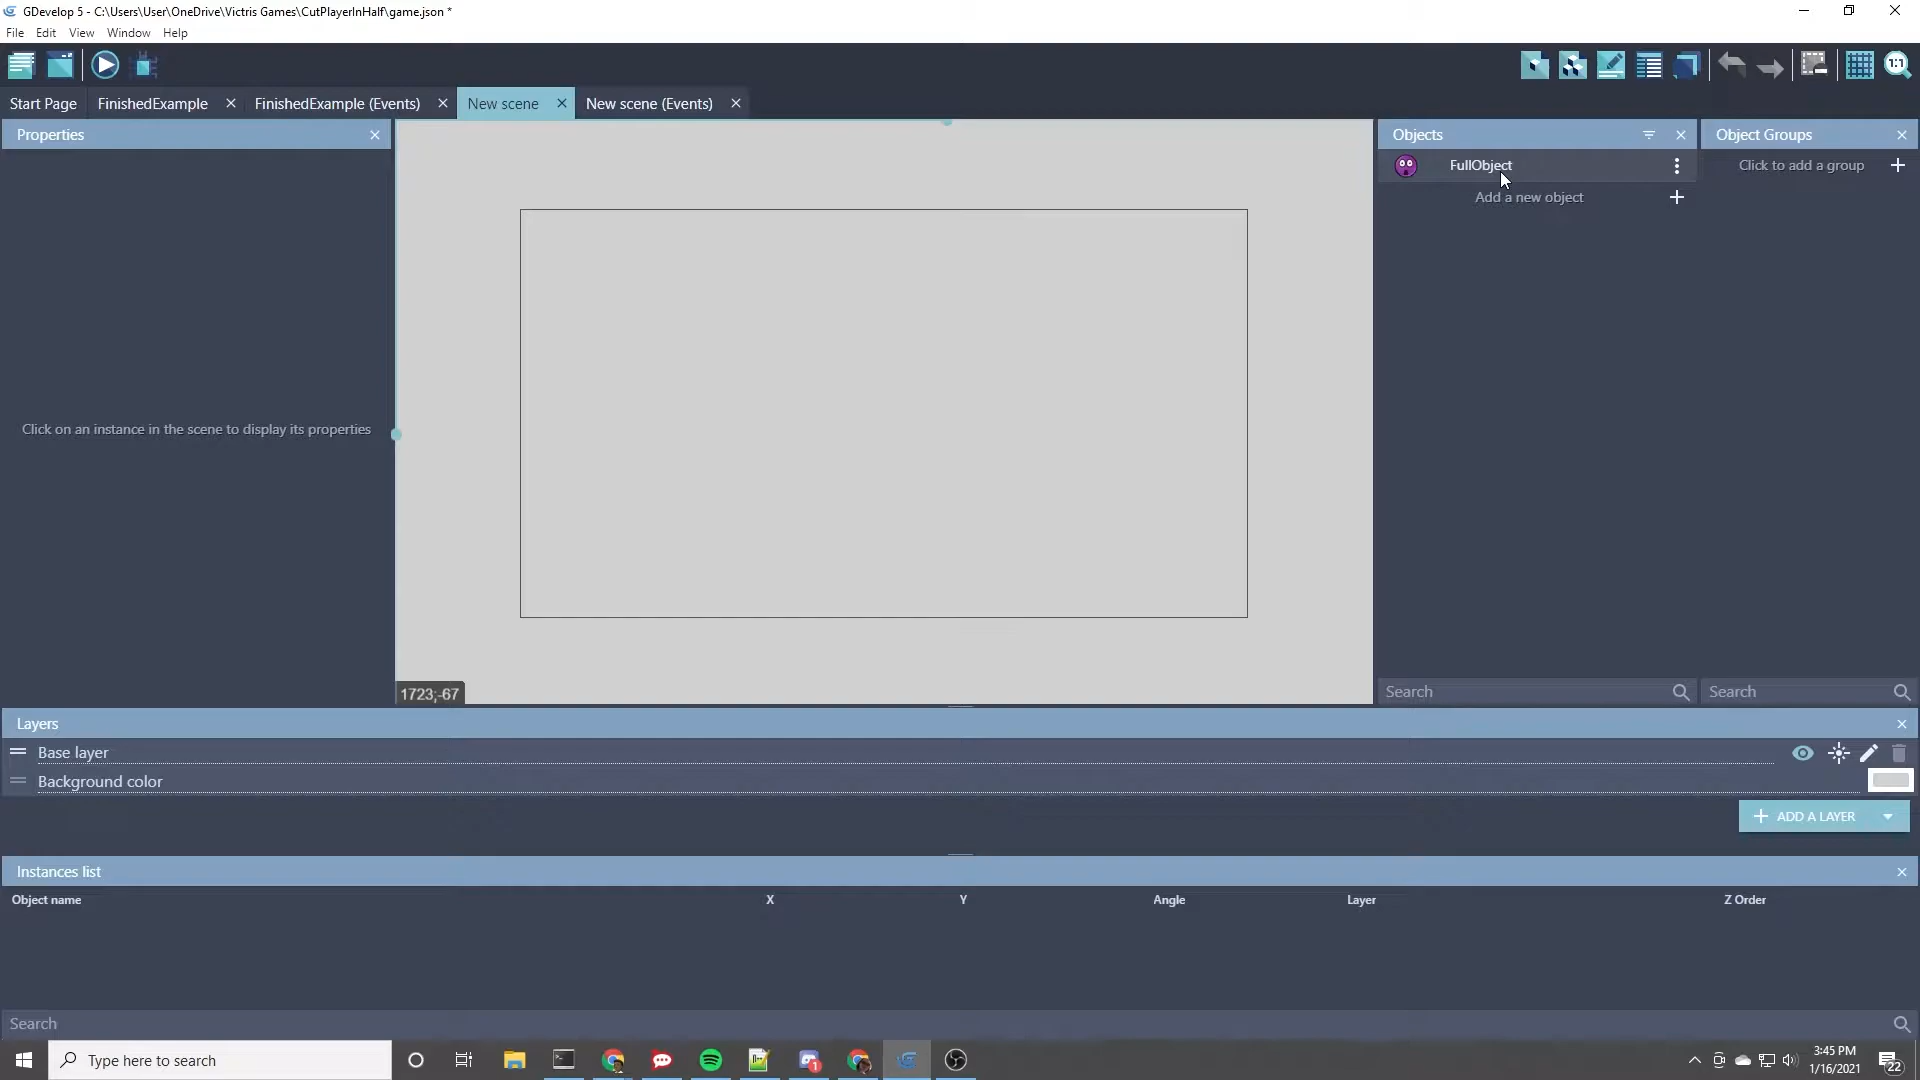 GDevelop 5 - C:\Users\User\OneDrive\Victris Games\CutPlayerInHalf\game.json *
File Edit View Window Help
1:1
Start Page FinishedExample FinishedExample (Events) New scene New scene (Events)
Properties
Objects
Object Groups
FullObject
Click to add a group
Add a new object
Click on an instance in the scene to display its properties
1723;-67
Search
Search
Layers
Base layer
Background color
ADD A LAYER
Instances list
Object name X Y Angle Layer Z Order
Search
Type here to search
1
3:45 PM
1/16/2021
22